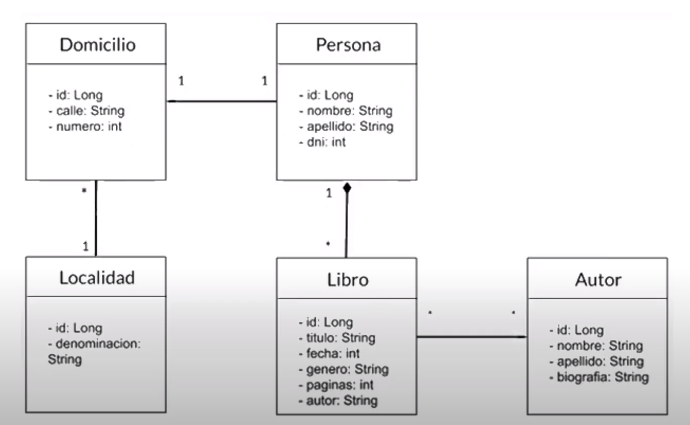 Domicilio
- id: Long
- calle: String
- numero: int
1
1
Persona
- id: Long
- nombre: String
- apellido: String
- dni: int
*
1
1
*
Localidad
- id: Long
- denominacion:
String
Libro
- id: Long
- titulo: String
- fecha: int
- genero: String
- paginas: int
- autor: String
*
*
Autor
- id: Long
- nombre: String
- apellido: String
- biografia: String